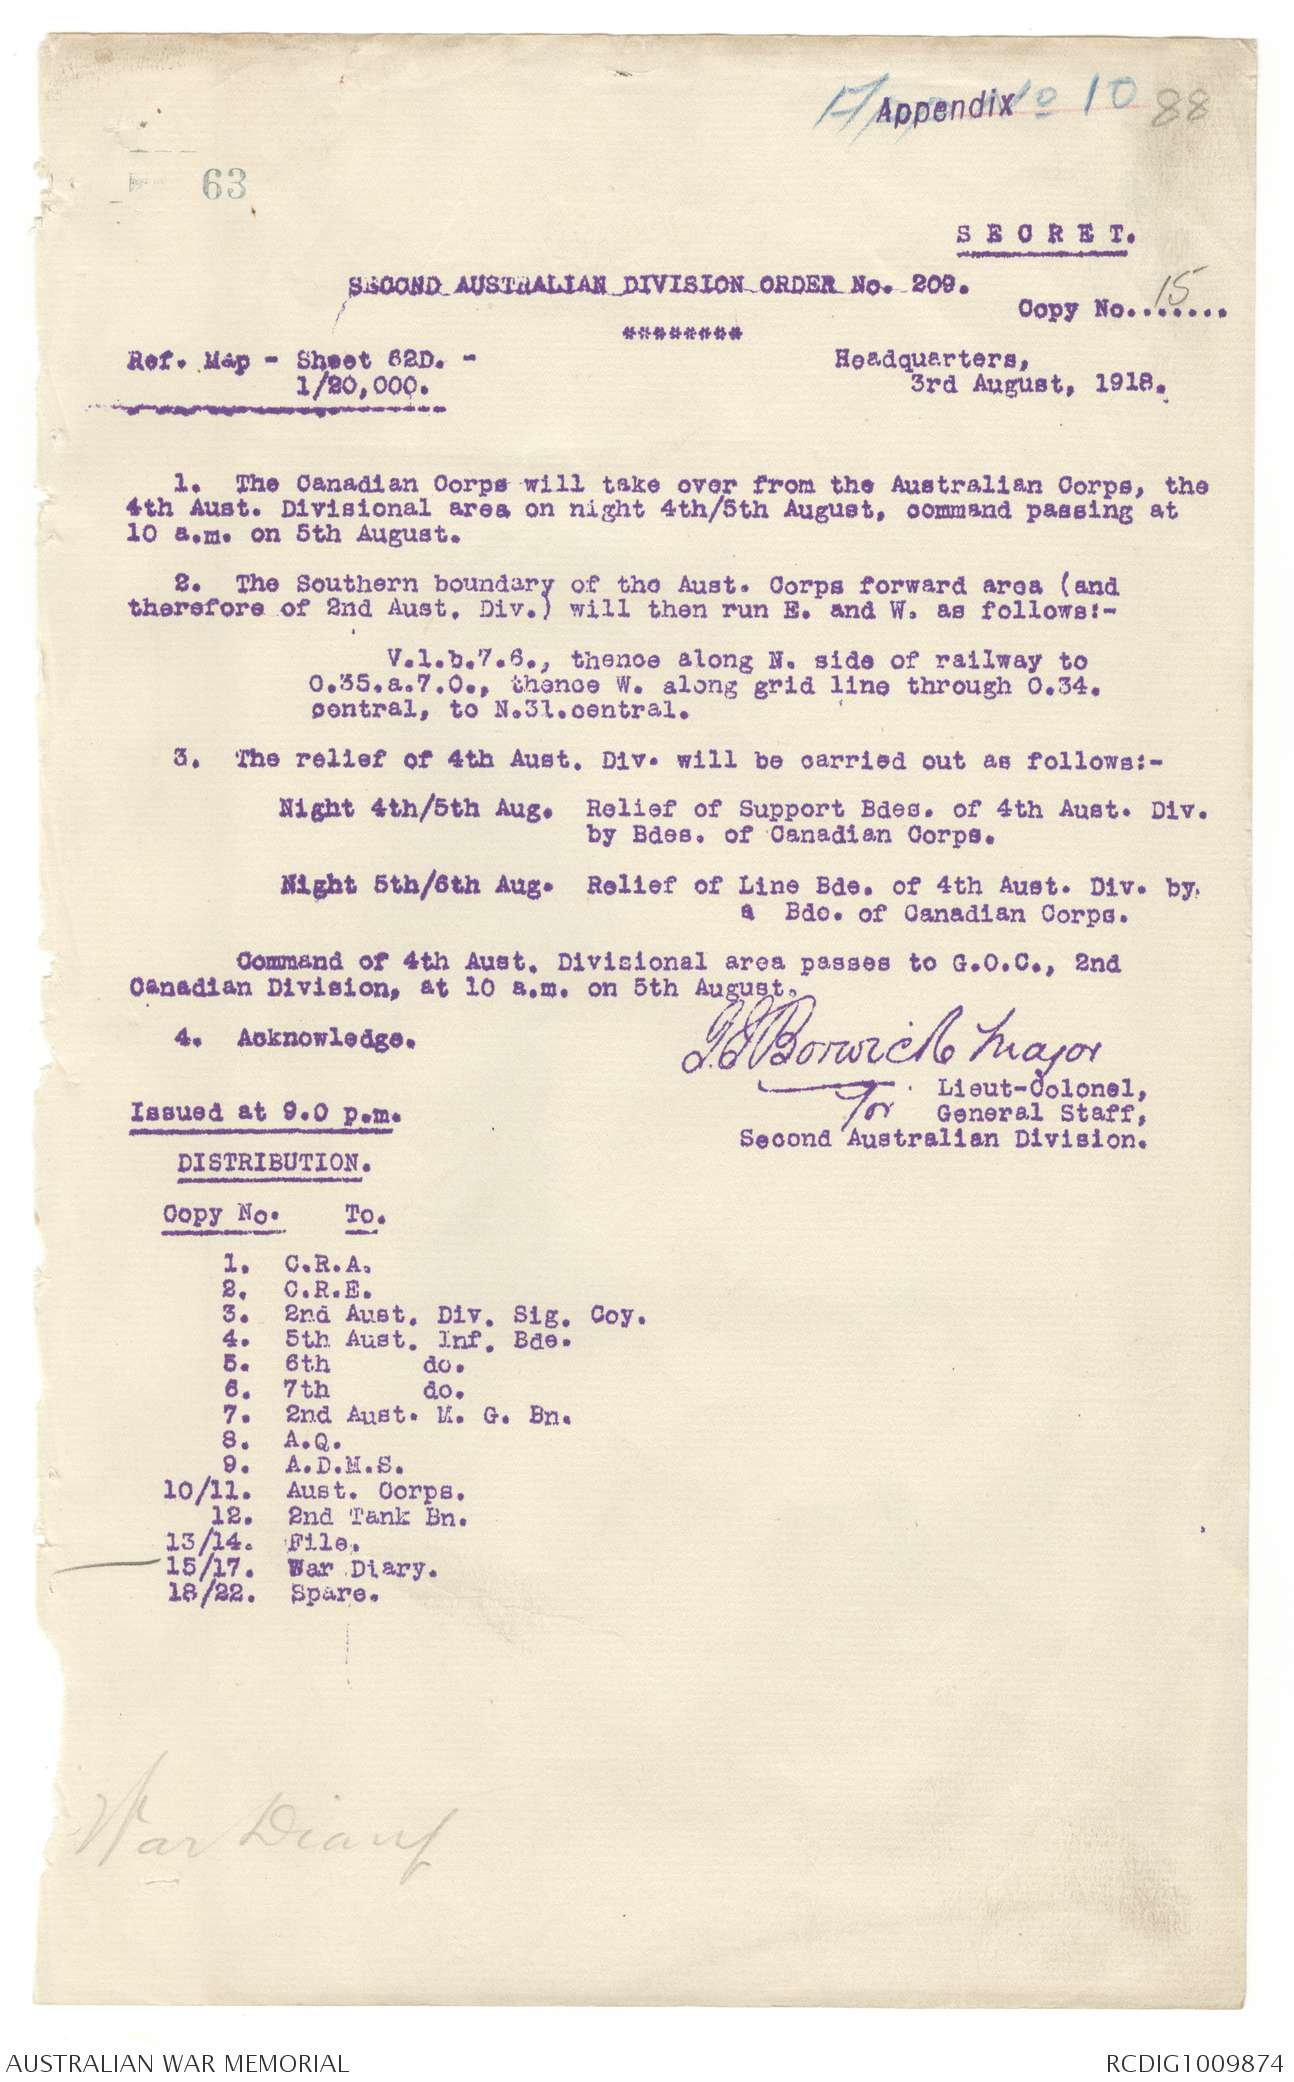 Appendix No 10 88
63
S E C R E T.
SECOND AUSTRALIAN DIVISION ORDER No. 209.
Copy No. 15 .......
********
Ref. Map - Sheet 62D. -
1/20,000.
Headquarters,
3rd August, 1918.
1. The Canadian Corps will take over from the Australian Corps, the
4th Aust. Divisional area on night 4th/5th August, command passing at
10 a.m. on 5th August.
2. The Southern boundary of the Aust. Corps forward area (and
therefore of 2nd Aust. Div.) will then run E. and W. as follows:-
V.1.b.7.6., thence along N. side of railway to
O.35.a.7.0., thence W. along grid line through O.34.
central, to N.31.central.
3. The relief of 4th Aust. Div. will be carried out as follows:-
Night 4th/5th Aug. Relief of Support Bdes. of 4th Aust. Div.
by Bdes. of Canadian Corps.
Night 5th/6th Aug. Relief of Line Bde. of 4th Aust. Div. by
a Bde. of Canadian Corps.
Command of 4th Aust. Divisional area passes to G.O.C., 2nd
Canadian Division, at 10 a.m. on 5th August.
4. Acknowledge.
Borwick Major
for Lieut-Colonel,
General Staff,
Second Australian Division.
Issued at 9.0 p.m.
DISTRIBUTION.
Copy No. To.
1. C.R.A.
2. C.R.E.
3. 2nd Aust. Div. Sig. Coy.
4. 5th Aust. Inf. Bde.
5. 6th do.
6. 7th do.
7. 2nd Aust. M. G. Bn.
8. A.Q.
9. A.D.M.S.
10/11. Aust. Corps.
12. 2nd Tank Bn.
13/14. File.
15/17. War Diary.
18/22. Spare.
War Diary
AUSTRALIAN WAR MEMORIAL
RCDIG1009874